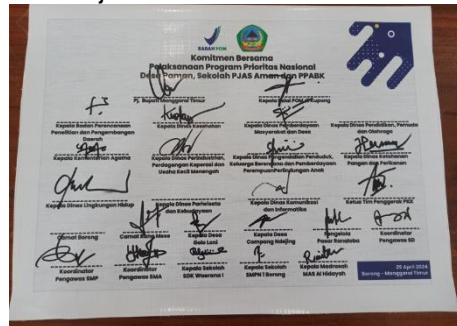 BADAN POM
Komitmen Bersama
Pelaksanaan Program Prioritas Nasional
Desa Paman, Sekolah PJAS Aman dan PPABK
Pj. Bupati Manggarai Timur
Kepala Balai POM di Kupang
Kepala Badan Perencanaan
Penelitian dan Pengembangan
Daerah
Kepala Dinas Kesehatan
Kepala Dinas Pemberdayaan
Masyarakat dan Desa
Kepala Dinas Pendidikan, Pemuda
dan Olahraga
Kepala Kementerian Agama
Kepala Dinas Perindustrian,
Perdagangan Koperasi dan
Usaha Kecil Menengah
Kepala Dinas Pengendalian Penduduk,
Keluarga Berencana dan Pemberdayaan
Perempuan Perlindungan Anak
Kepala Dinas Ketahanan
Pangan dan Perikanan
Kepala Dinas Lingkungan Hidup
Kepala Dinas Pariwisata
dan Kebudayaan
Kepala Dinas Komunikasi
dan Informatika
Ketua Tim Penggerak PKK
Camat Borong
Camat Rana Mesa
Kepala Desa
Golo Loni
Kepala Desa
Compang Ndejing
Pengelola
Pasar
Koordinator
Pengawas SD
Koordinator
Pengawas SMP
Koordinator
Pengawas SMA
Kepala Sekolah
SDK Waerana I
Kepala Sekolah
SMPN 1 Borong
Kepala Madrasah
MAS Al Hidayah
25 April 2024
Borong - Manggarai Timur